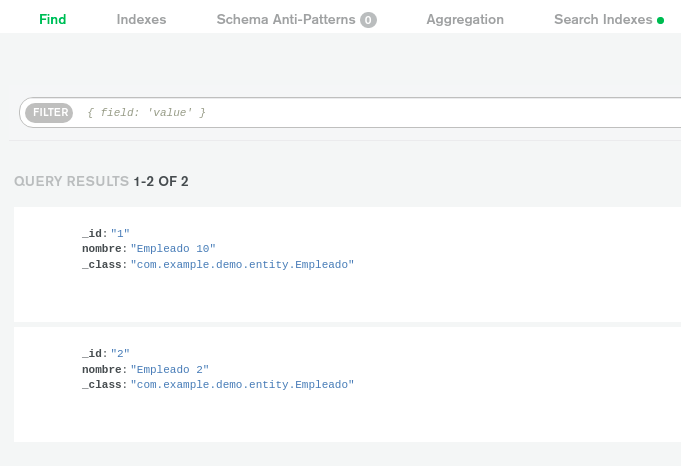 Find Indexes Schema Anti-Patterns 0 Aggregation Search Indexes
FILTER { field: 'value' }
QUERY RESULTS 1-2 OF 2
_id: "1"
nombre: "Empleado 10"
_class: "com.example.demo.entity.Empleado"
_id: "2"
nombre: "Empleado 2"
_class: "com.example.demo.entity.Empleado"